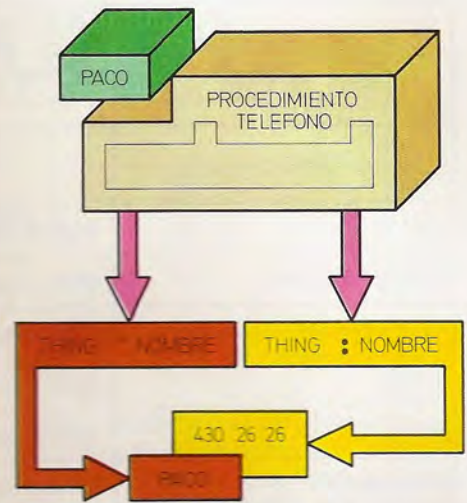 PACO
PROCEDIMIENTO
TELEFONO
THING " NOMBRE
THING : NOMBRE
430 26 26
PACO